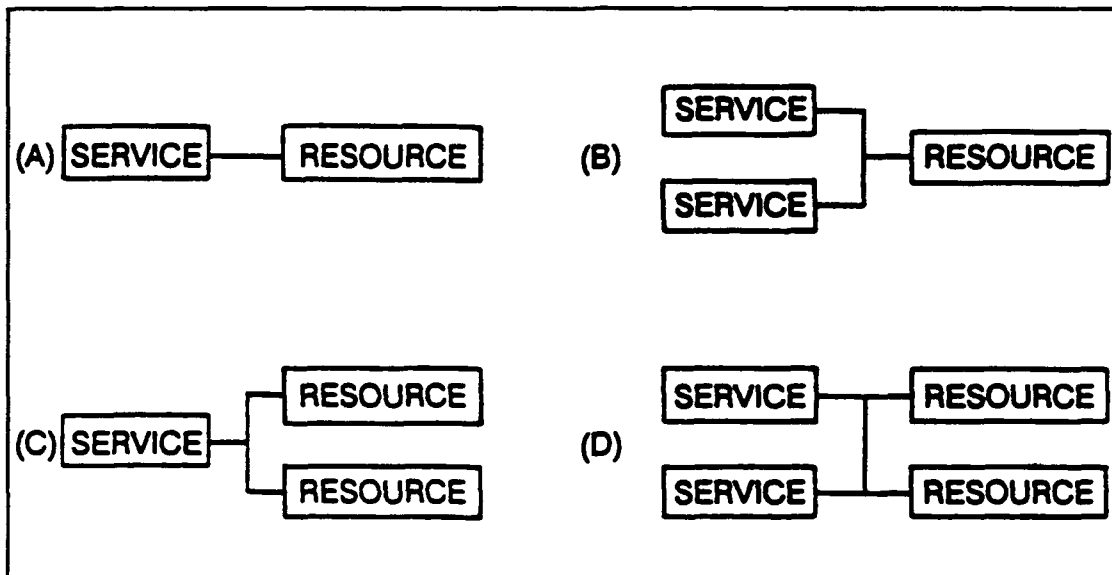 (A) SERVICE RESOURCE
(B) SERVICE
SERVICE
RESOURCE
(C) SERVICE
RESOURCE
RESOURCE
(D) SERVICE RESOURCE
SERVICE RESOURCE